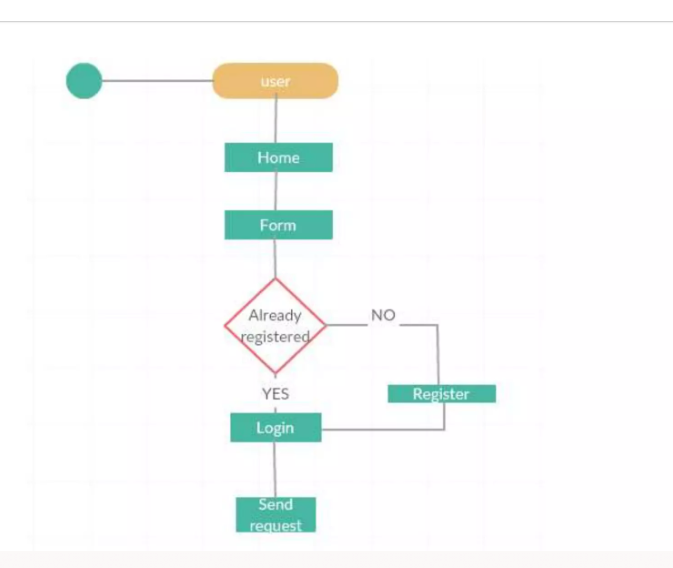 user
Home
Form
Already
registered
NO
YES
Register
Login
Send
request